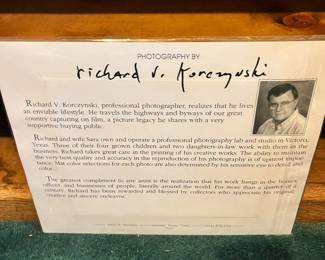 PHOTOGRAPHY BY
richard v. Korczynski
Richard V. Korczynski, professional photographer, realizes that he lives
an enviable lifestyle. He travels the highways and byways of our great
country capturing on film, a picture legacy he shares with a very
supportive buying public.
Richard and wife Sara own and operate a professional photography lab and studio in Victoria,
Texas. Three of their four grown children and two daughters-in-law work with them in the
business. Richard takes great care in the printing of his creative works. The ability to maintain
the very best quality and accuracy in the reproduction of his photography is of utmost impor-
tance. Mat color selections for each photo are also determined by his sensitive eye to detail and
color.
The greatest compliment to any artist is the realization that his work hangs in the homes,
offices, and businesses of people, literally around the world. For more than a quarter of a
century, Richard has been rewarded and blessed by collectors who appreciate his original,
creative and sincere endeavor.